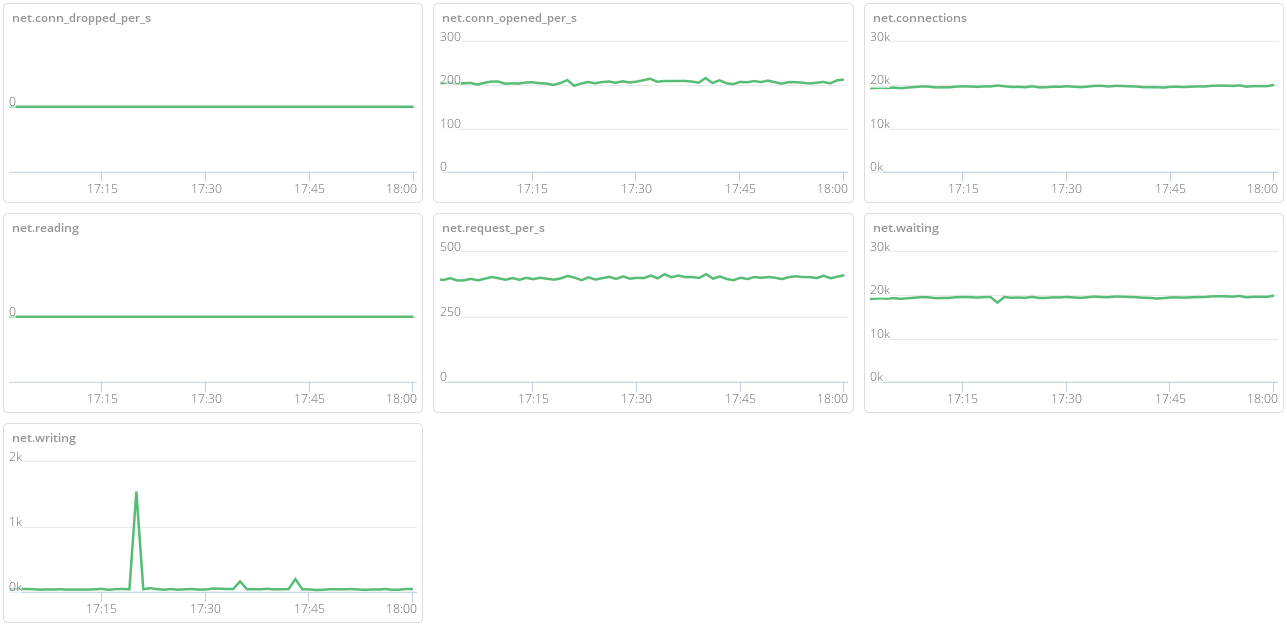 net.conn_dropped_per_s
0
17:15 17:30 17:45 18:00
net.conn_opened_per_s
300
200
100
0
17:15 17:30 17:45 18:00
net.connections
30k
20k
10k
0k
17:15 17:30 17:45 18:00
net.reading
0
17:15 17:30 17:45 18:00
net.request_per_s
500
250
0
17:15 17:30 17:45 18:00
net.waiting
30k
20k
10k
0k
17:15 17:30 17:45 18:00
net.writing
2k
1k
0k
17:15 17:30 17:45 18:00